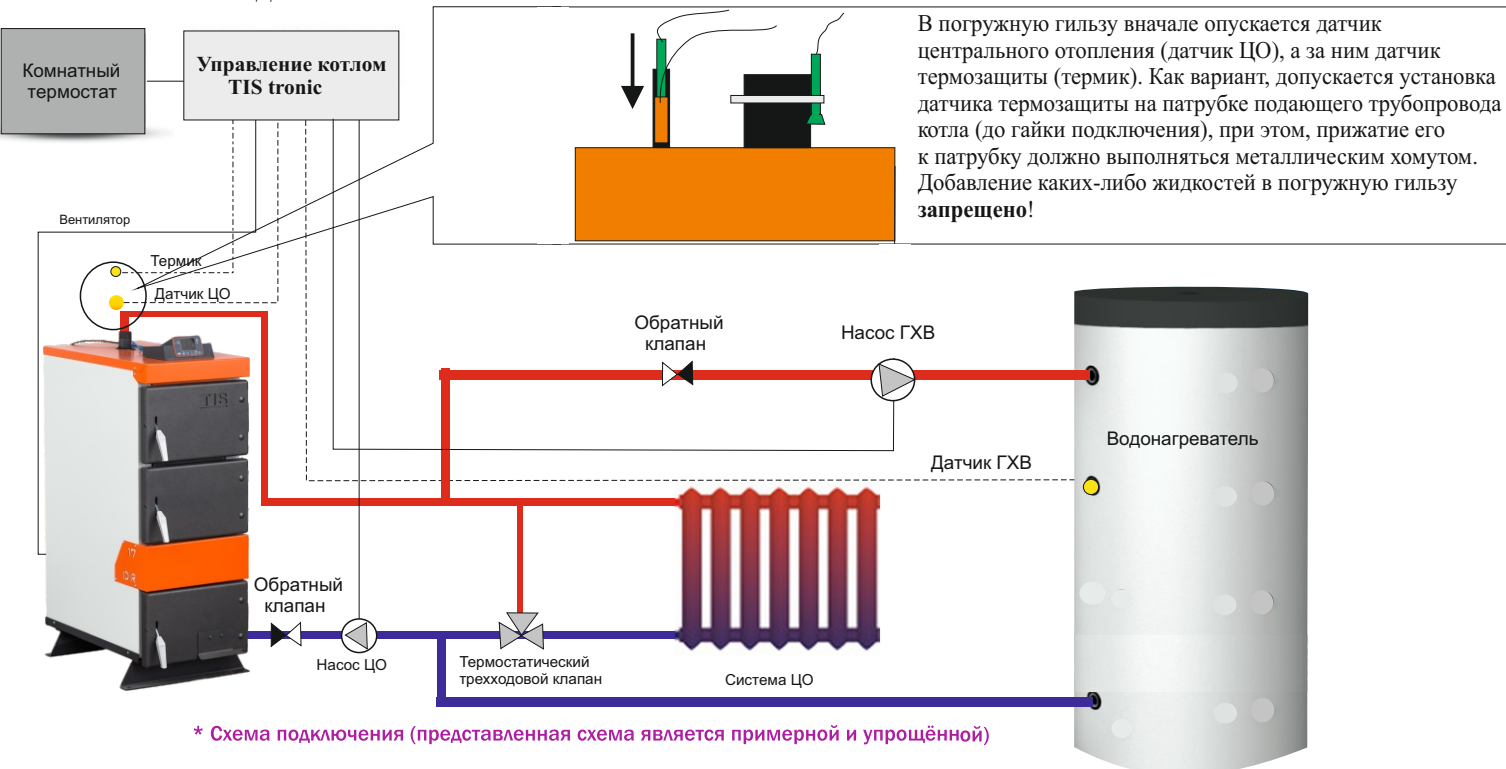 Комнатный
термостат
Управление котлом
TIS tronic
В погружную гильзу вначале опускается датчик
центрального отопления (датчик ЦО), а за ним датчик
термозащиты (термик). Как вариант, допускается установка
датчика термозащиты на патрубке подающего трубопровода
котла (до гайки подключения), при этом, прижатие его
к патрубку должно выполняться металлическим хомутом.
Добавление каких-либо жидкостей в погружную гильзу
запрещено!
Вентилятор
Термик
Датчик ЦО
Обратный
клапан
Насос ГХВ
TIS
Водонагреватель
Датчик ГХВ
17
Обратный
клапан
Насос ЦО
Термостатический
трехходовой клапан
Система ЦО
* Схема подключения (представленная схема является примерной и упрощённой)